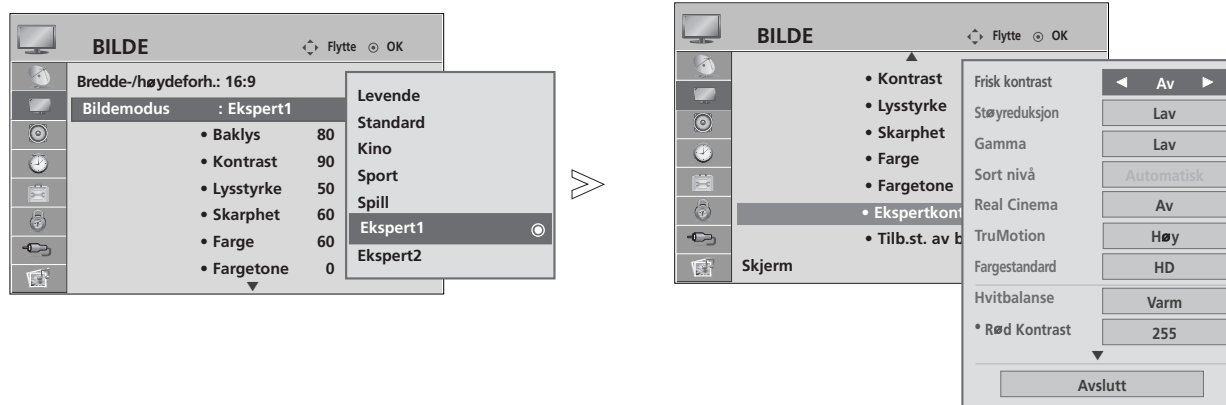 BILDE
Flytte OK
Bredde-/høydeforh.: 16:9
Bildemodus : Ekspert1
• Baklys 80
• Kontrast 90
• Lysstyrke 50
• Skarphet 60
• Farge 60
• Fargetone 0
Levende
Standard
Kino
Sport
Spill
Ekspert1
Ekspert2
BILDE
Flytte OK
• Kontrast
• Lysstyrke
• Skarphet
• Farge
• Fargetone
• Ekspertkont
• Tilb.st. av b
Skjerm
Frisk kontrast Av
Støyreduksjon Lav
Gamma Lav
Sort nivå Automatisk
Real Cinema Av
TruMotion Høy
Fargestandard HD
Hvitbalanse Varm
• Rød Kontrast 255
Avslutt